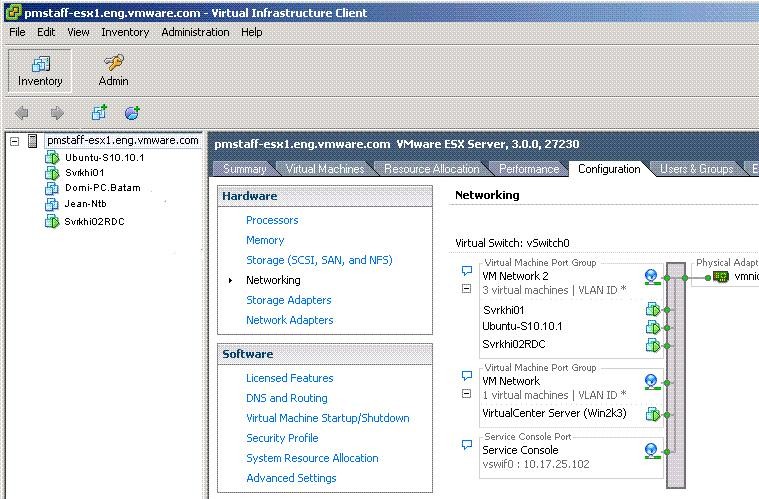 pmstaff-esx1.eng.vmware.com - Virtual Infrastructure Client
File Edit View Inventory Administration Help
Inventory Admin
pmstaff-esx1.eng.vmware.com
Ubuntu-S10.10.1
Svrkhi01
Domi-PC.Batam
Jean-Ntb
Svrkhi02RDC
pmstaff-esx1.eng.vmware.com VMware ESX Server, 3.0.0, 27230
Summary Virtual Machines Resource Allocation Performance Configuration Users & Groups E
Hardware
Processors
Memory
Storage (SCSI, SAN, and NFS)
Networking
Storage Adapters
Network Adapters
Software
Licensed Features
DNS and Routing
Virtual Machine Startup/Shutdown
Security Profile
System Resource Allocation
Advanced Settings
Networking
Virtual Switch: vSwitch0
Virtual Machine Port Group
VM Network 2
3 virtual machines | VLAN ID *
Svrkhi01
Ubuntu-S10.10.1
Svrkhi02RDC
Physical Adapt
vmnic
Virtual Machine Port Group
VM Network
1 virtual machines | VLAN ID *
VirtualCenter Server (Win2k3)
Service Console Port
Service Console
vswif0 : 10.17.25.102